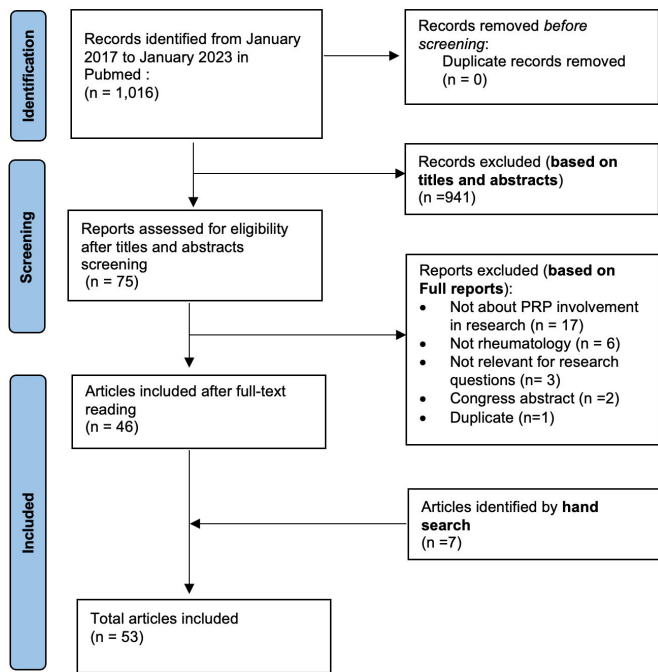 Identification
Records identified from January
2017 to January 2023 in
Pubmed :
(n = 1,016)
Records removed before
screening:
Duplicate records removed
(n = 0)
Screening
Records excluded (based on
titles and abstracts)
(n =941)
Reports assessed for eligibility
after titles and abstracts
screening
(n = 75)
Reports excluded (based on
Full reports):
• Not about PRP involvement
in research (n = 17)
• Not rheumatology (n = 6)
• Not relevant for research
questions (n= 3)
• Congress abstract (n =2)
• Duplicate (n=1)
Included
Articles included after full-text
reading
(n = 46)
Articles identified by hand
search
(n =7)
Total articles included
(n = 53)